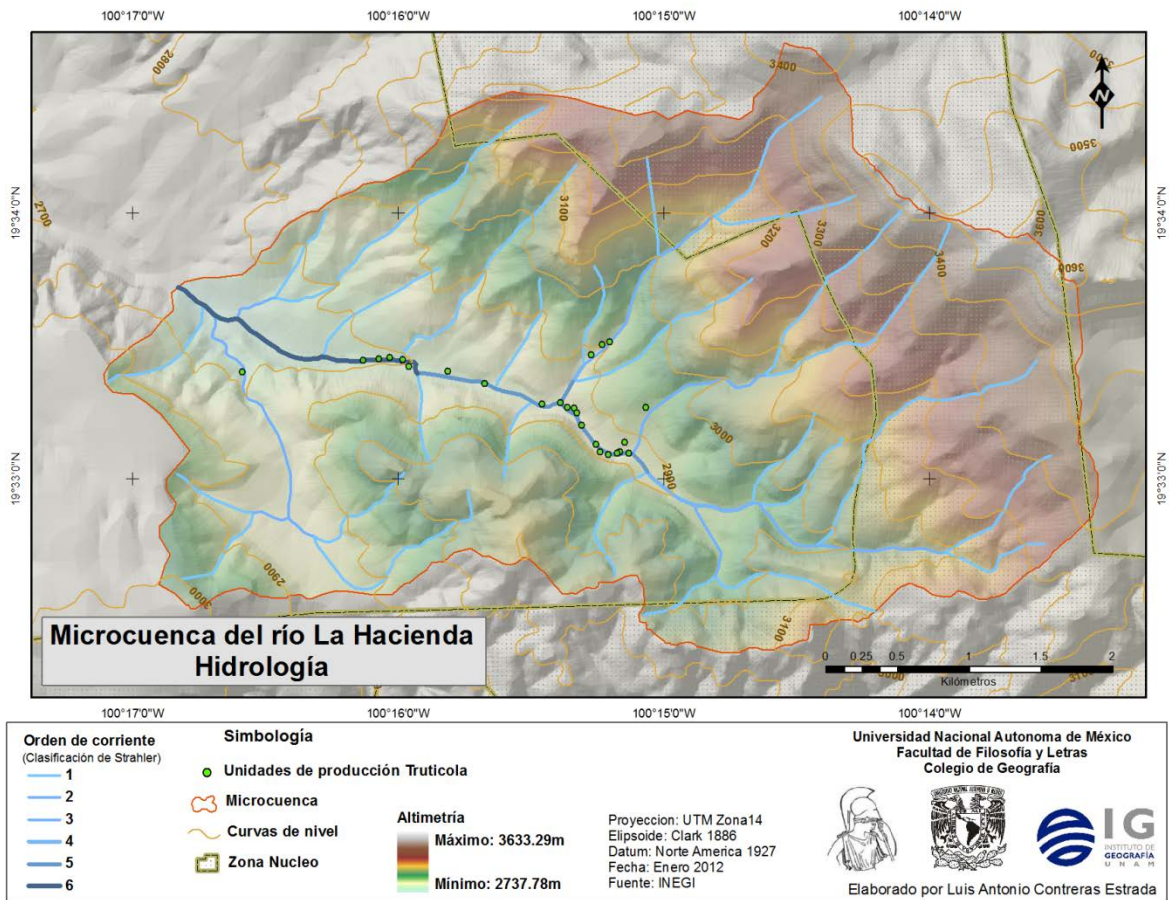 100°17'0"W 100°16'0"W 100°15'0"W 100°14'0"W
2800
3400
N
3500
2700
19°34'0"N
3100
3200
3300
3400
3600
3600
19°34'0"N
19°33'0"N
3000
2900
19°33'0"N
2900
3000
3100
3000
Microcuenca del río La Hacienda
Hidrología
0 0.25 0.5 1 1.5 2
Kilómetros
100°17'0"W 100°16'0"W 100°15'0"W 100°14'0"W
Orden de corriente
(Clasificación de Strahler)
1
2
3
4
5
6
Simbología
Unidades de producción Truticola
Microcuenca
Curvas de nivel
Zona Nucleo
Altimetría
Máximo: 3633.29m
Mínimo: 2737.78m
Proyeccion: UTM Zona14
Elipsoide: Clark 1886
Datum: Norte America 1927
Fecha: Enero 2012
Fuente: INEGI
Universidad Nacional Autonoma de México
Facultad de Filosofía y Letras
Colegio de Geografía
IG
INSTITUTO DE
GEOGRAFÍA
UNAM
Elaborado por Luis Antonio Contreras Estrada